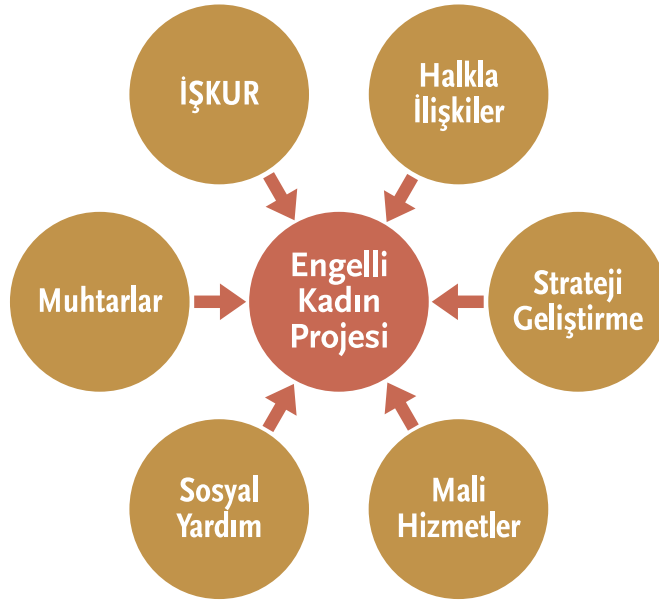 İŞKUR
Halkla
İlişkiler
Muhtarlar
Engelli
Kadın
Projesi
Strateji
Geliştirme
Sosyal
Yardım
Mali
Hizmetler